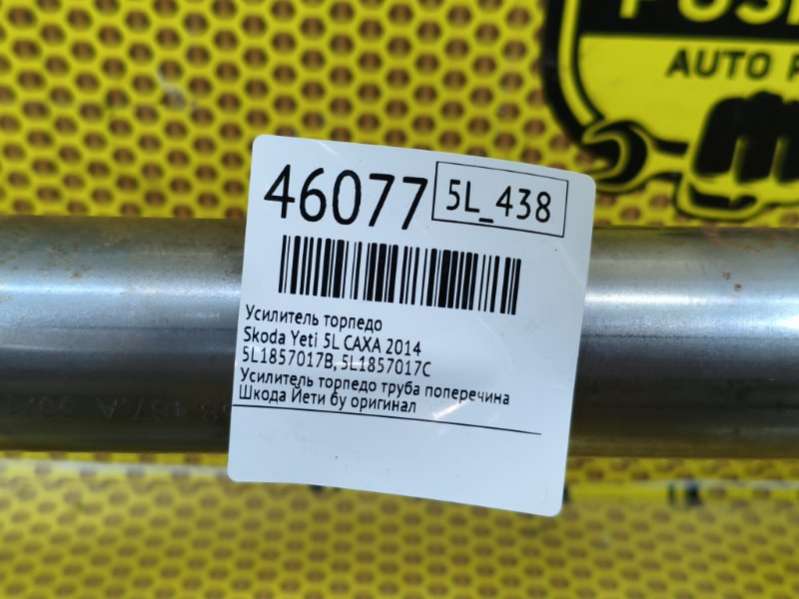 AUTO
46077
5L_438
Усилитель торпедо
Skoda Yeti 5L CAXA 2014
5L1857017B, 5L1857017C
Усилитель торпедо труба поперечина
Шкода Йети бу оригинал